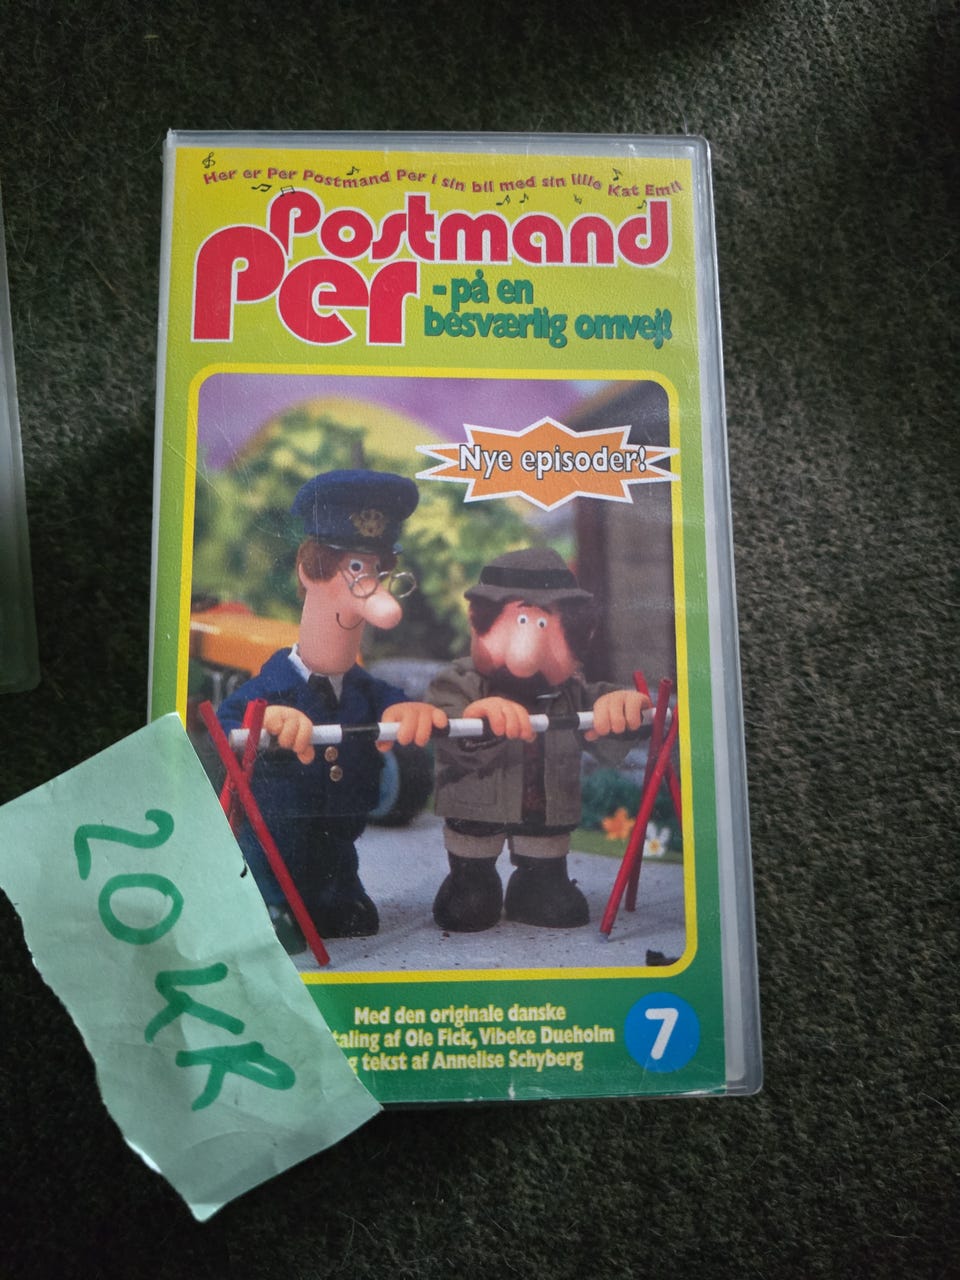 Her er Per Postmand Per i sin bil med sin lille Kat Emil
Postmand
Per
- på en
besværlig omvej!
Nye episoder!
Med den originale danske
taling af Ole Fick, Vibeke Dueholm
g tekst af Annelise Schyberg
7
20 KR